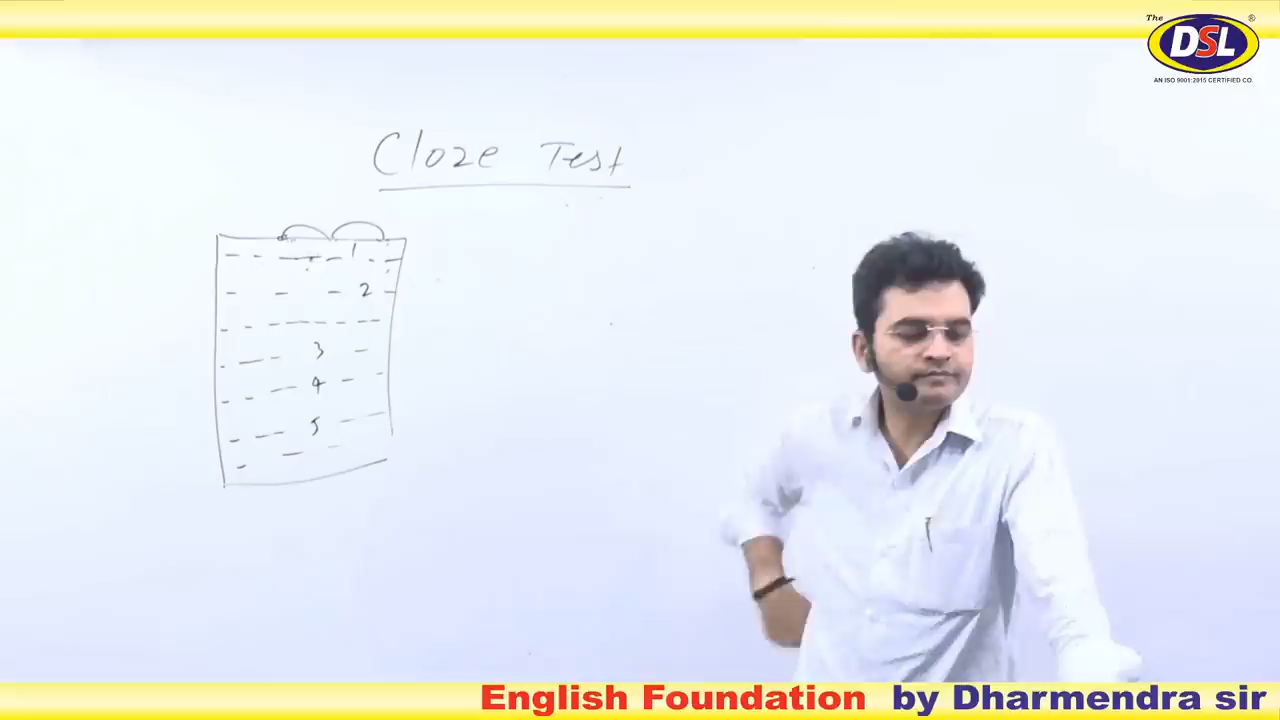 The
®
DSL
AN ISO 9001:2015 CERTIFIED CO.
Cloze Test
1
2
3
4
5
English Foundation by Dharmendra sir